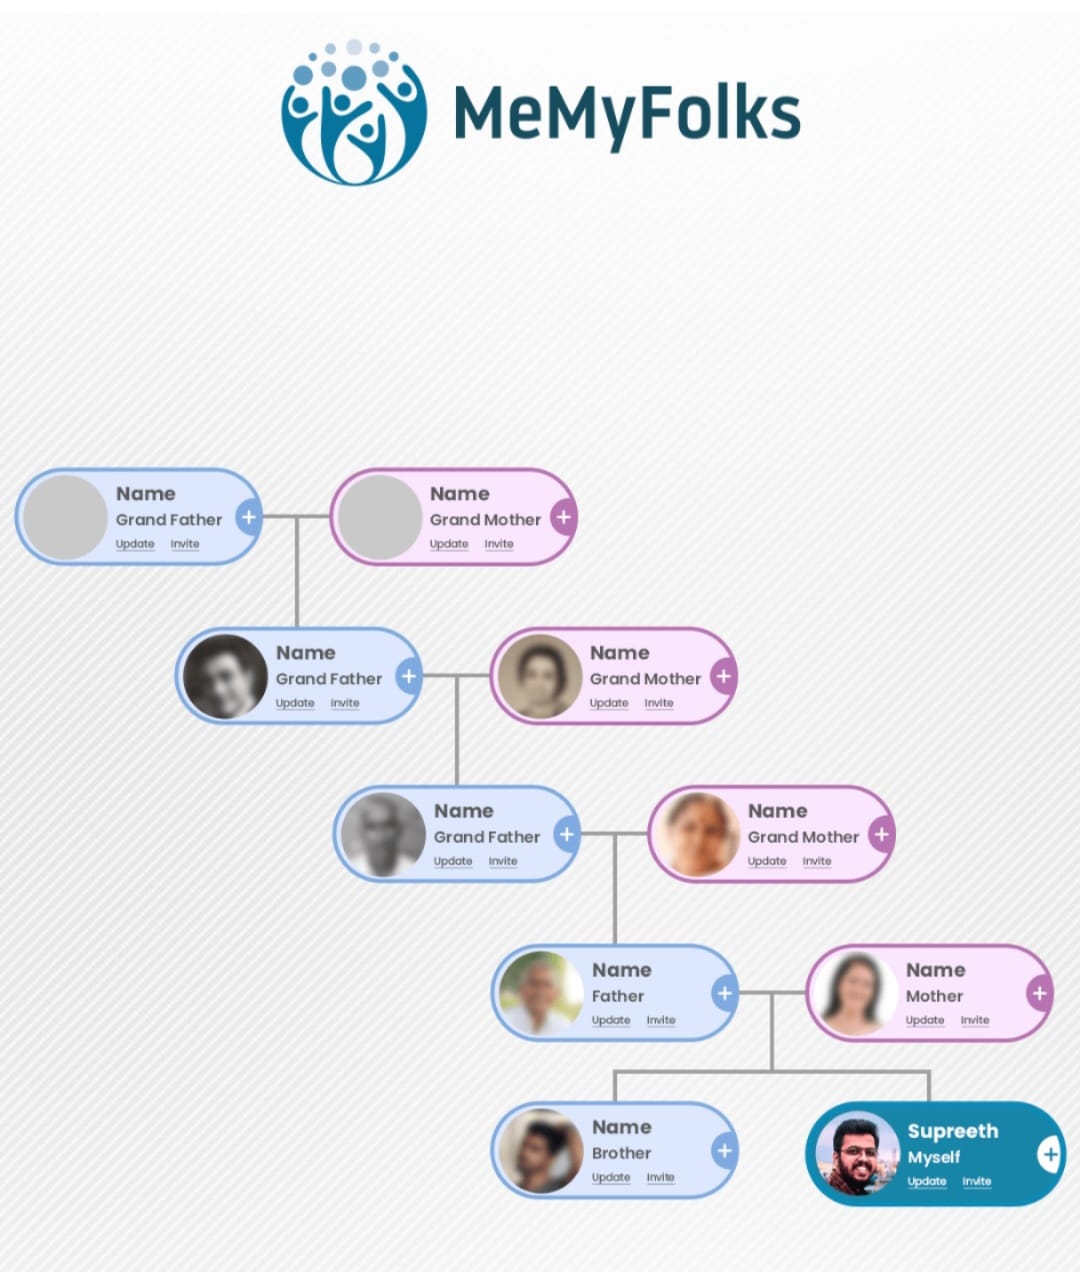 MeMyFolks
Name
Grand Father
Update Invite
Name
Grand Mother
Update Invite
Name
Grand Father
Update Invite
Name
Grand Mother
Update Invite
Name
Grand Father
Update Invite
Name
Grand Mother
Update Invite
Name
Father
Update Invite
Name
Mother
Update Invite
Name
Brother
Update Invite
Supreeth
Myself
Update Invite